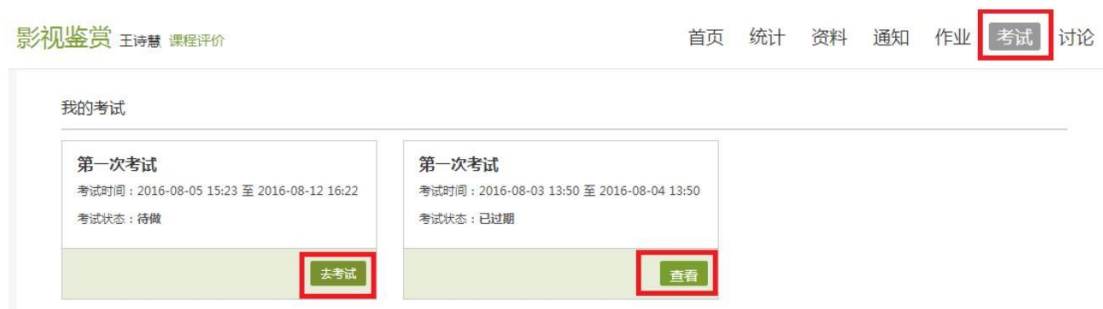 影视鉴赏 王诗慧 课程评价 首页 统计 资料 通知 作业 考试 讨论
我的考试
第一次考试
考试时间：2016-08-05 15:23 至 2016-08-12 16:22
考试状态：待做
去考试
第一次考试
考试时间：2016-08-03 13:50 至 2016-08-04 13:50
考试状态：已过期
查看